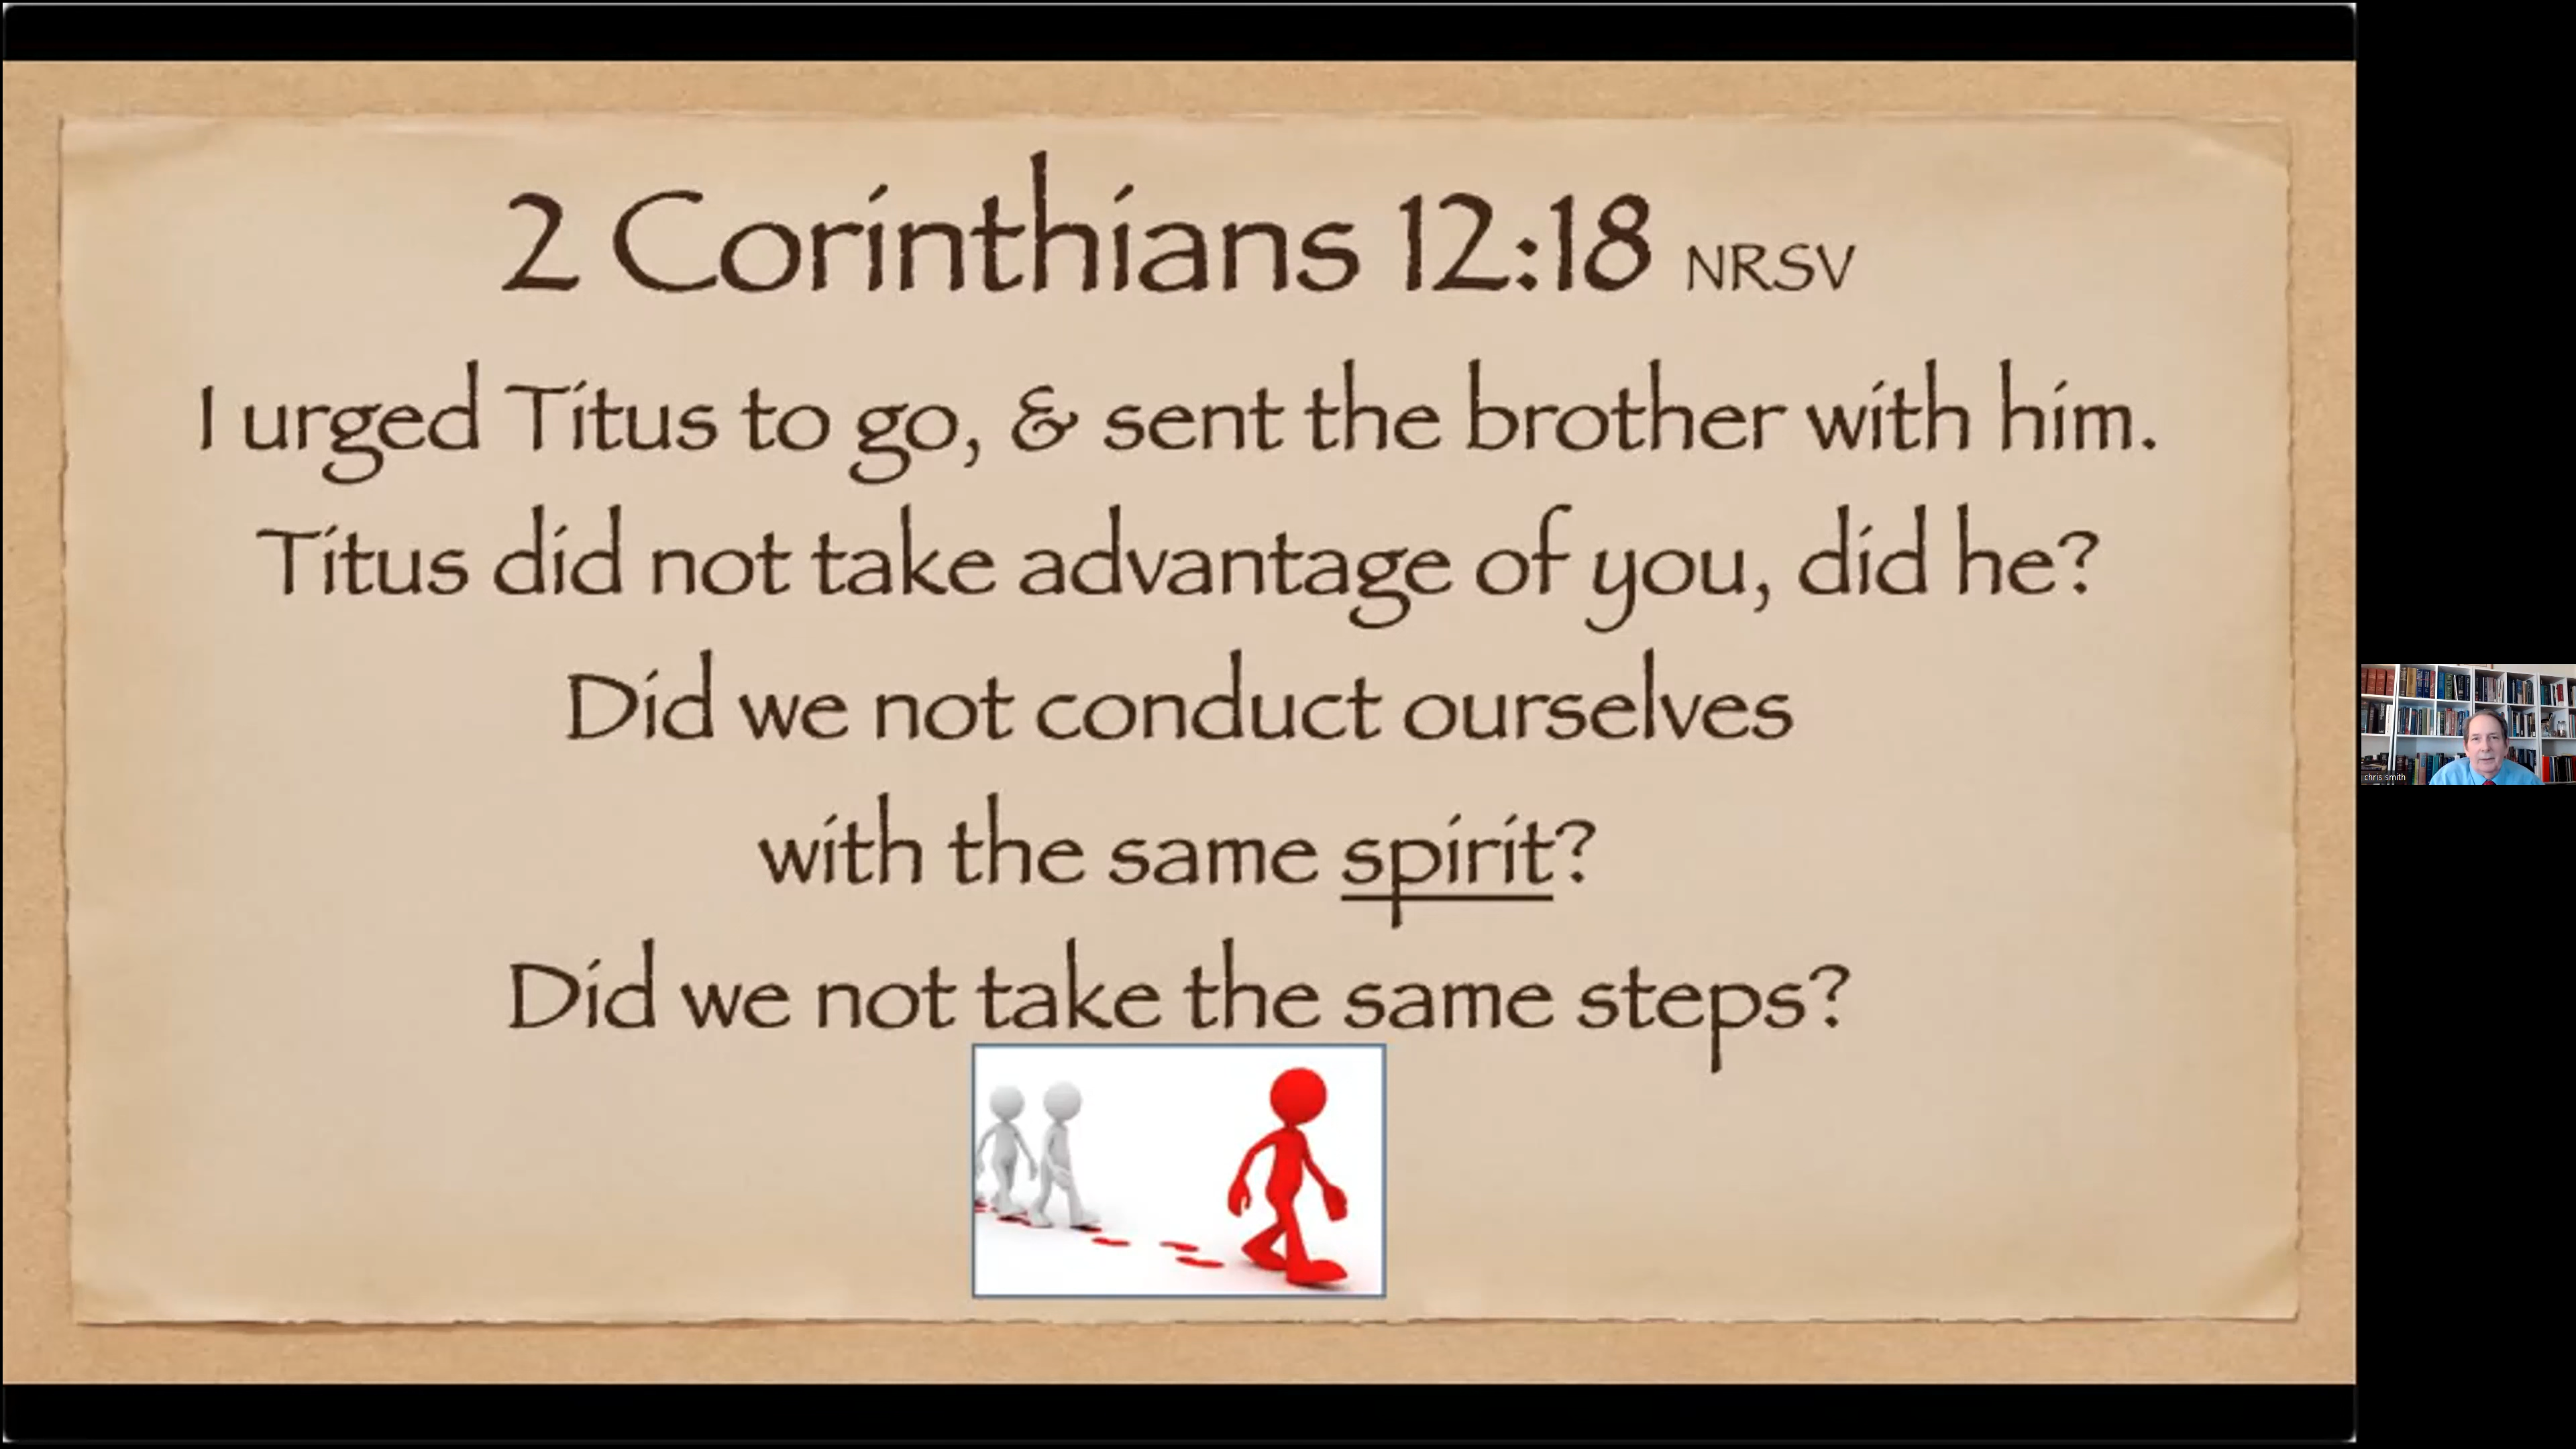 2 Corinthians 12:18 NRSV
I urged Titus to go, & sent the brother with him.
Titus did not take advantage of you, did he?
Did we not conduct ourselves
with the same spirit?
Did we not take the same steps?
chris smith